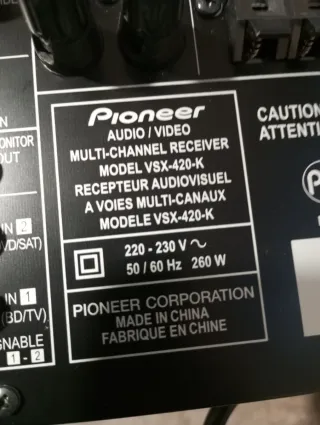 Pioneer
AUDIO / VIDEO
MULTI-CHANNEL RECEIVER
MODEL VSX-420-K
RECEPTEUR AUDIOVISUEL
A VOIES MULTI-CANAUX
MODELE VSX-420-K
220 - 230 V ~
50 / 60 Hz 260 W
PIONEER CORPORATION
MADE IN CHINA
FABRIQUE EN CHINE
CAUTION
ATTENTI
IN
OUT
IN 2
IN 1
(BD/TV)
1 - 2